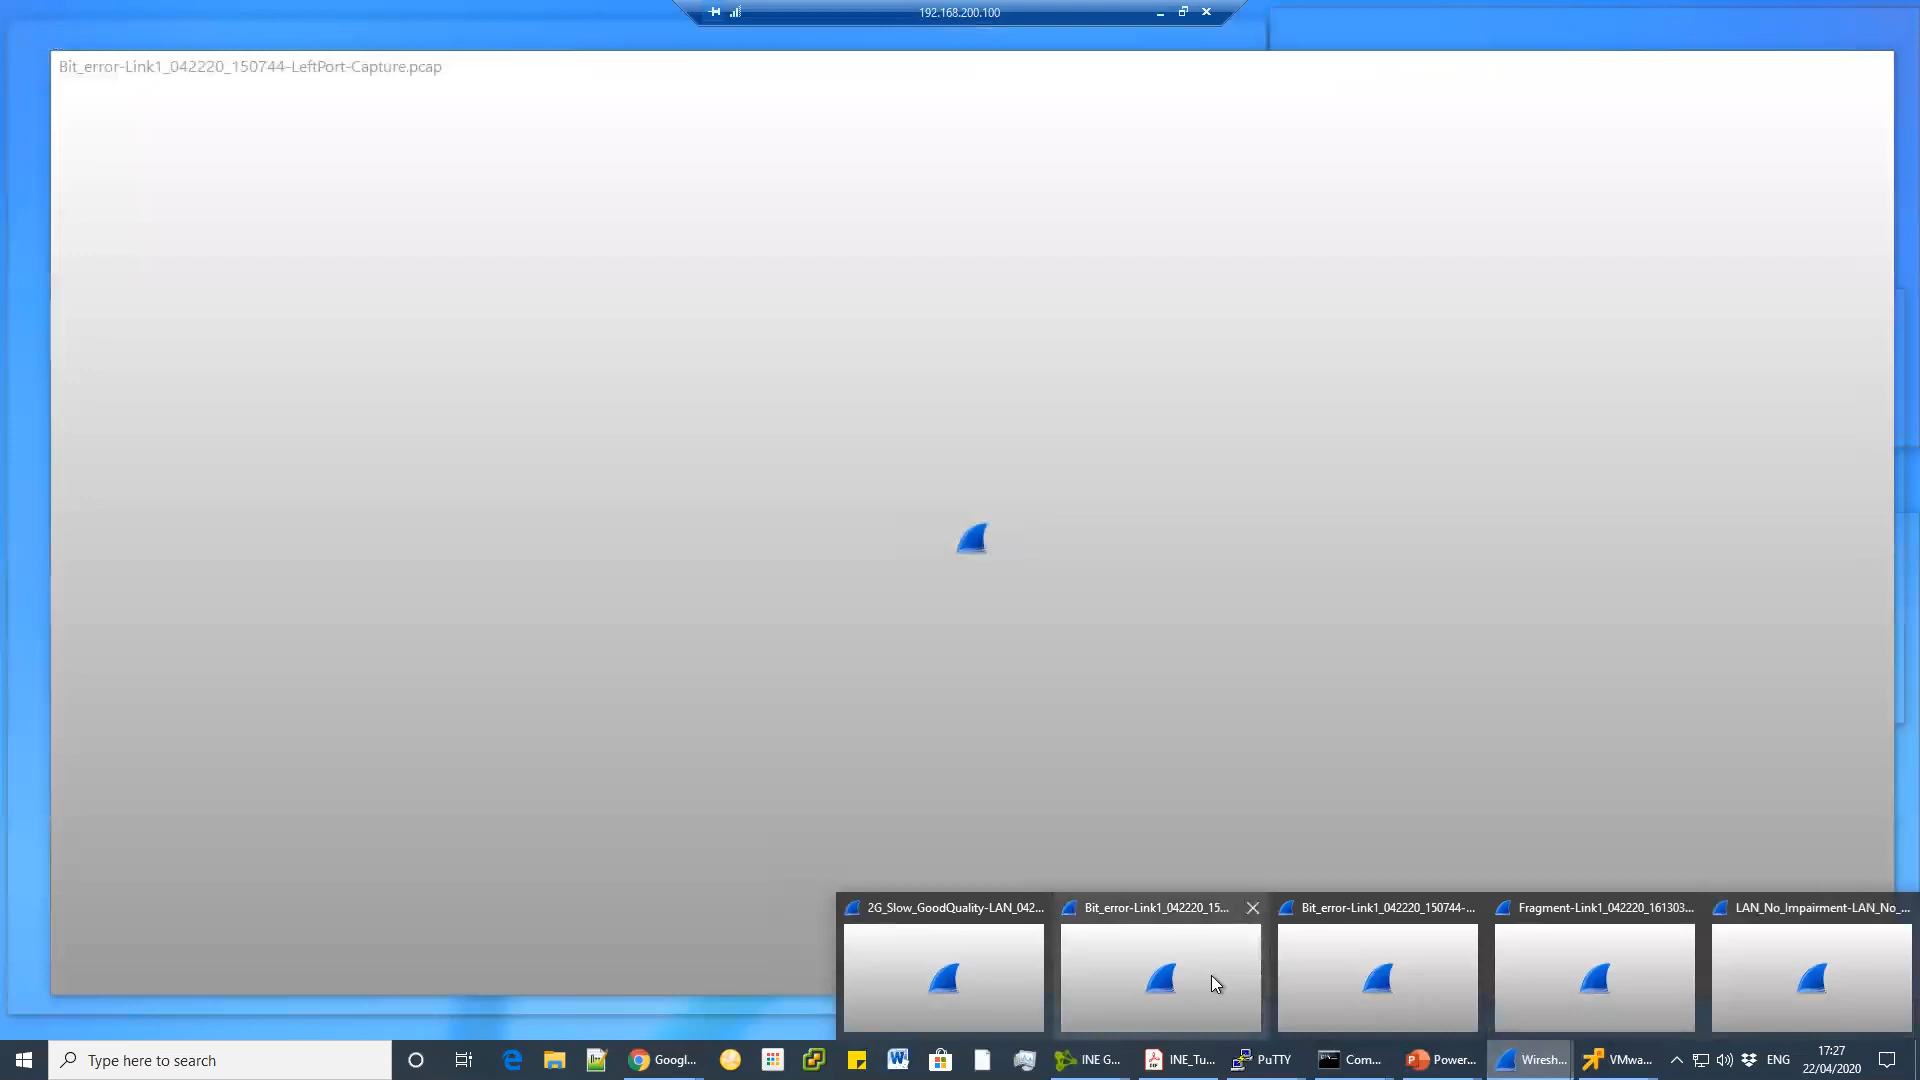 192.168.200.100
Bit_error-Link1_042220_150744-LeftPort-Capture.pcap
2G_Slow_GoodQuality-LAN_042...
Bit_error-Link1_042220_15...
Bit_error-Link1_042220_150744-...
Fragment-Link1_042220_161303...
LAN_No_Impairment-LAN_No_...
Type here to search
Googl...
INE G...
INE_Tu...
PuTTY
Com...
Power...
Wiresh...
VMwa...
ENG
17:27
22/04/2020